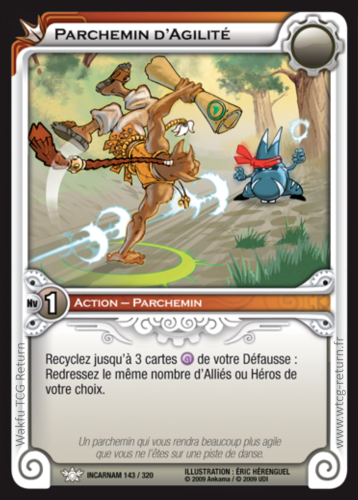 Parchemin d'Agilité
Nv 1
Action – Parchemin
Recyclez jusqu'à 3 cartes de votre Défausse :
Redressez le même nombre d'Alliés ou Héros de
votre choix.
Un parchemin qui vous rendra beaucoup plus agile
que vous ne l'êtes sur une piste de danse.
INCARNAM 143 / 320
ILLUSTRATION : ÉRIC HÉRENGUEL
© 2009 Ankama / © 2009 UDI
Wakfu TCG Return
www.wtcg-return.fr